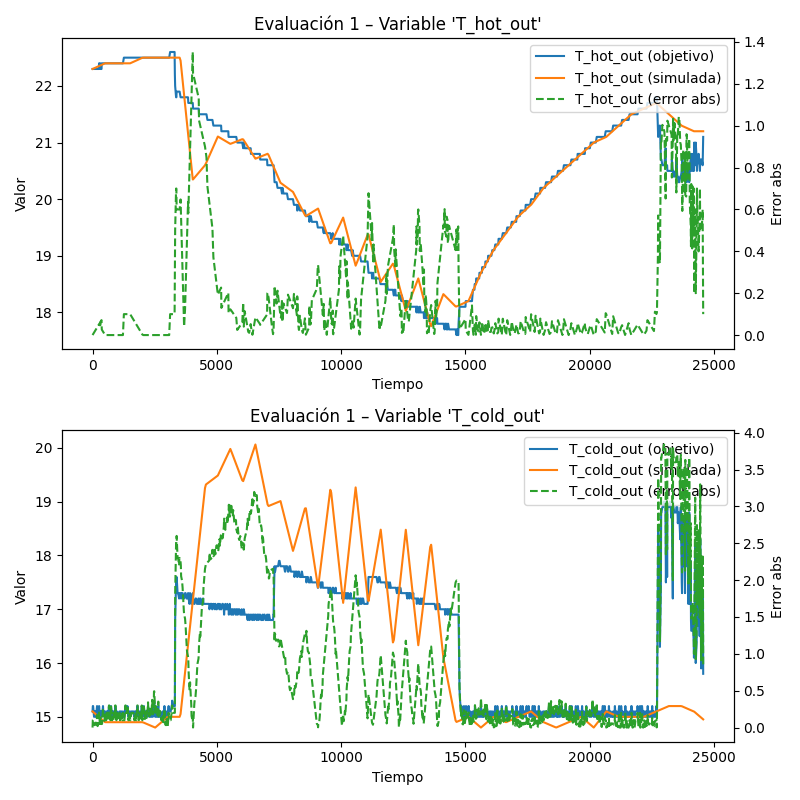 Evaluación 1 – Variable 'T_hot_out'
T_hot_out (objetivo)
T_hot_out (simulada)
T_hot_out (error abs)
Valor
22
21
20
19
18
1.4
1.2
1.0
0.8
0.6
0.4
0.2
0.0
Error abs
0 5000 10000 15000 20000 25000
Tiempo
Evaluación 1 – Variable 'T_cold_out'
T_cold_out (objetivo)
T_cold_out (simulada)
T_cold_out (error abs)
Valor
20
19
18
17
16
15
4.0
3.5
3.0
2.5
2.0
1.5
1.0
0.5
0.0
Error abs
0 5000 10000 15000 20000 25000
Tiempo